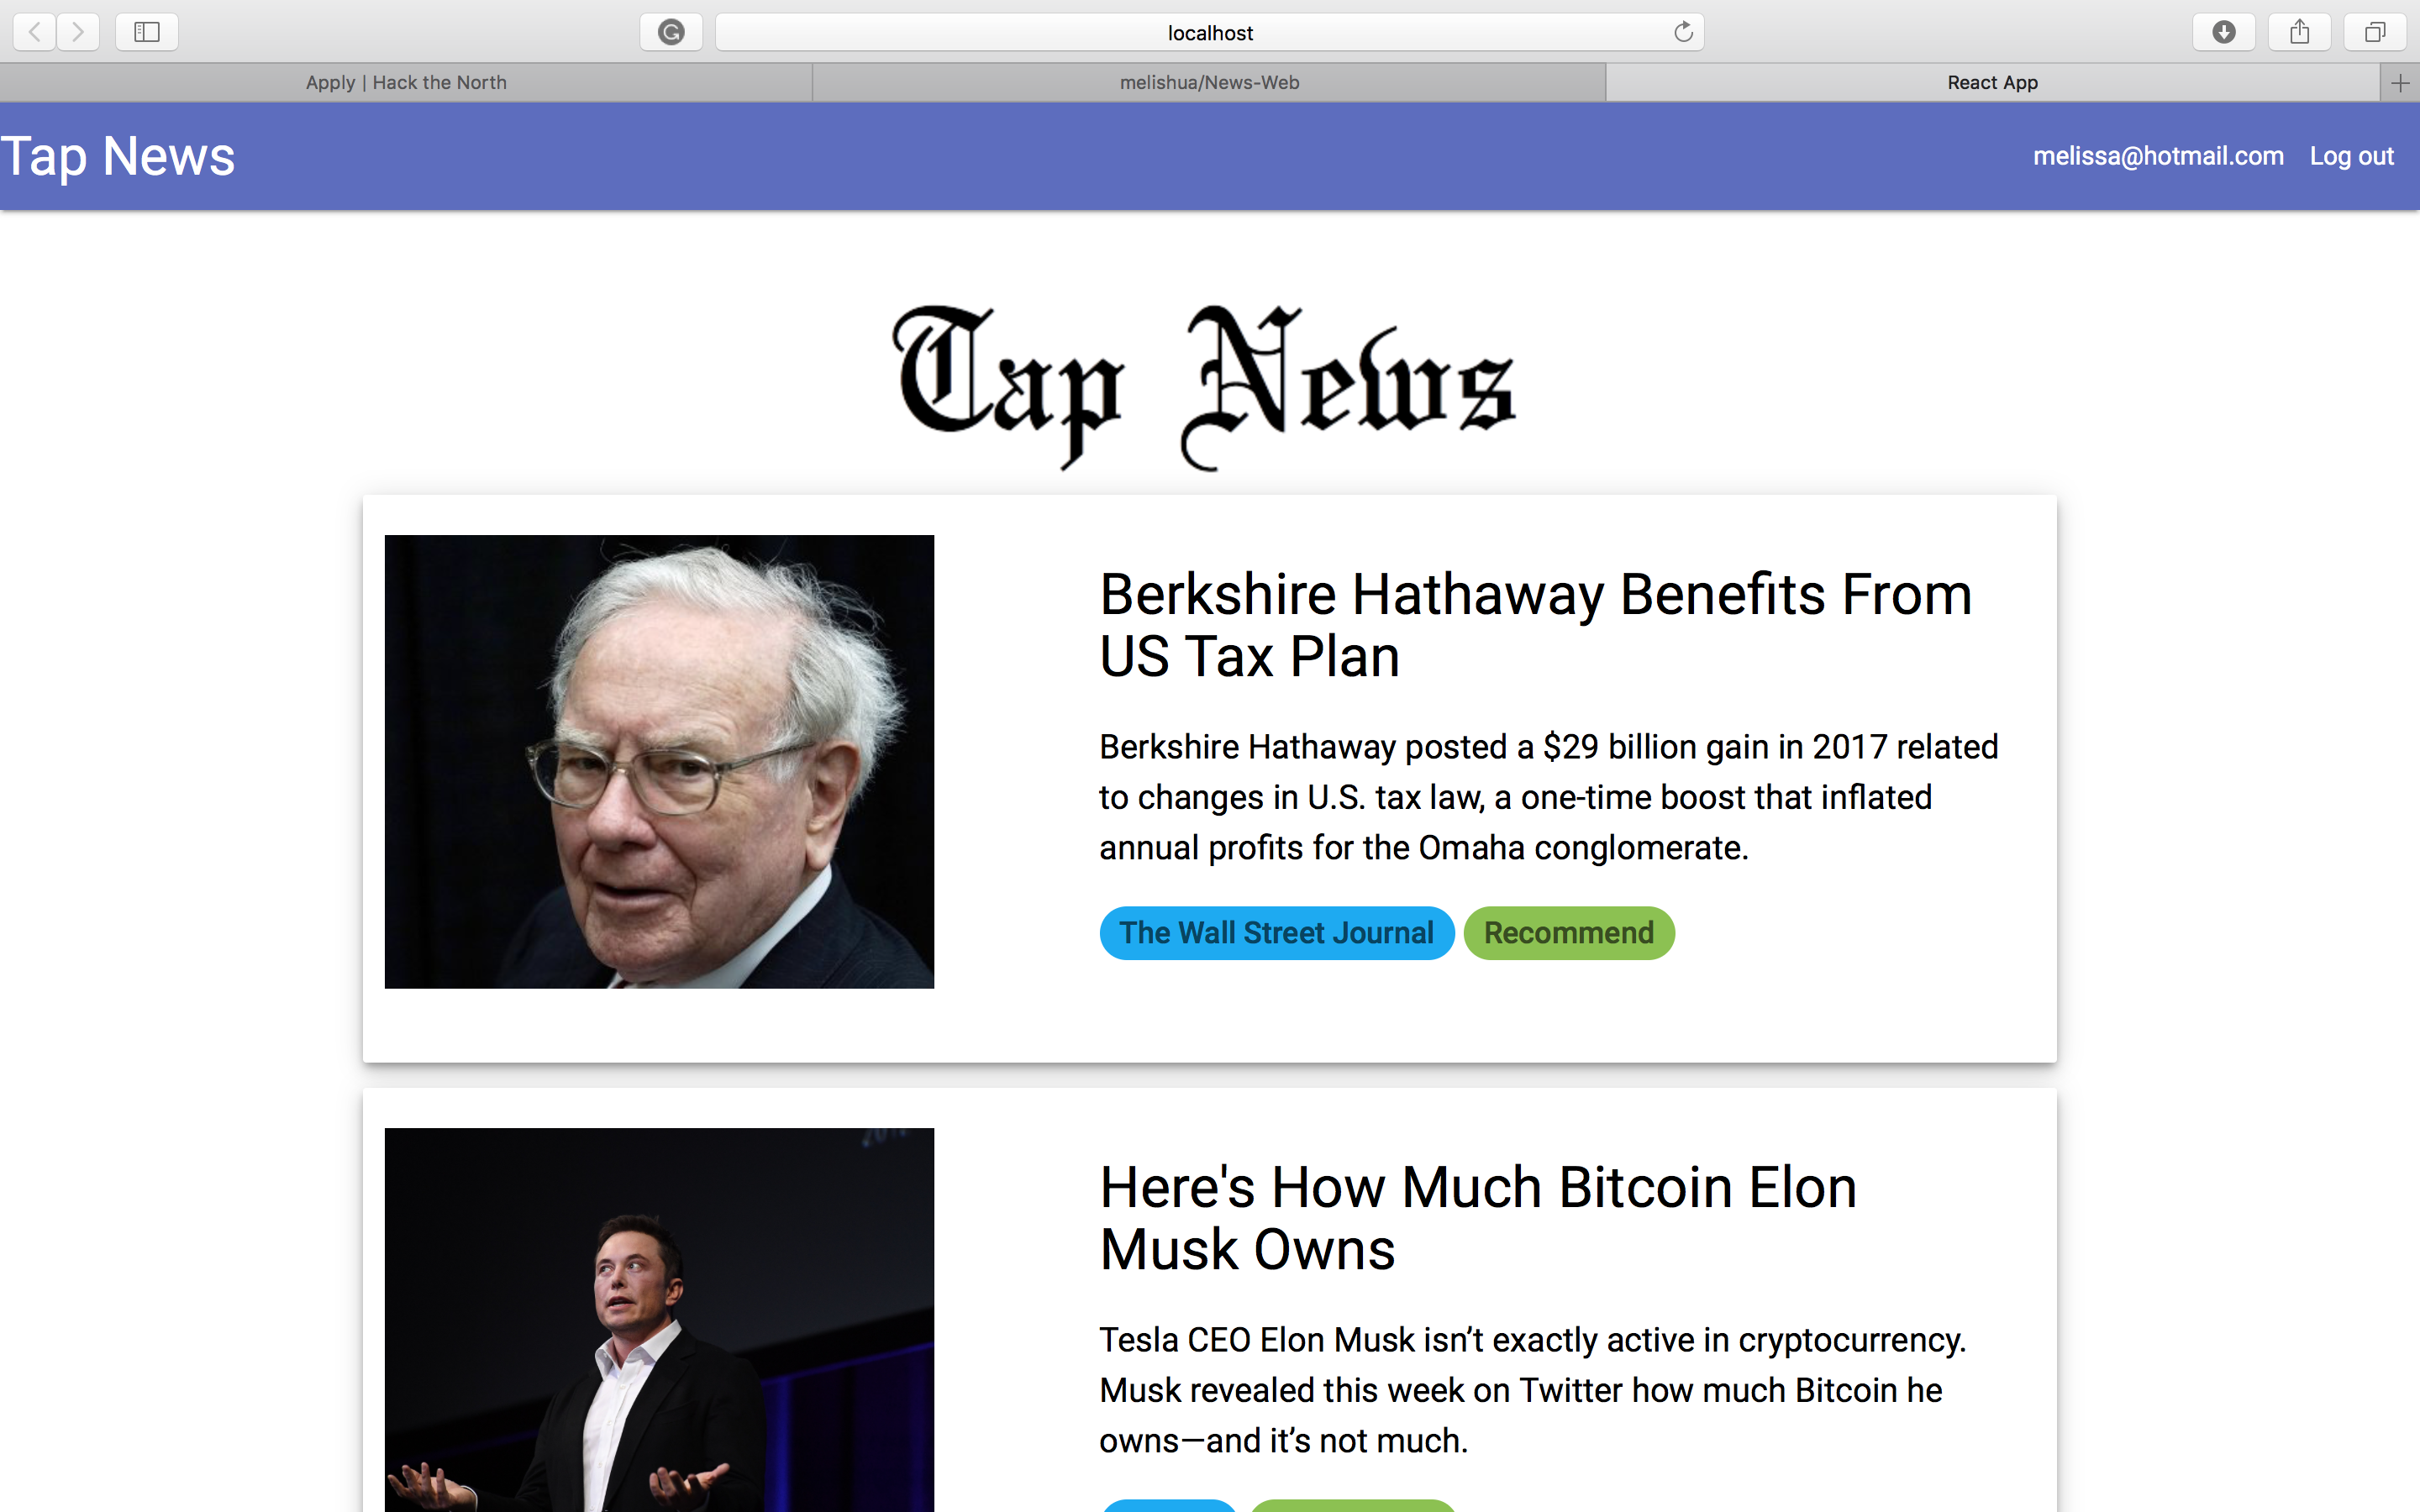 localhost
Apply | Hack the North
melishua/News-Web
React App
Tap News
melissa@hotmail.com
Log out
Tap News
Berkshire Hathaway Benefits From
US Tax Plan
Berkshire Hathaway posted a $29 billion gain in 2017 related
to changes in U.S. tax law, a one-time boost that inflated
annual profits for the Omaha conglomerate.
The Wall Street Journal
Recommend
Here's How Much Bitcoin Elon
Musk Owns
Tesla CEO Elon Musk isn’t exactly active in cryptocurrency.
Musk revealed this week on Twitter how much Bitcoin he
owns—and it’s not much.